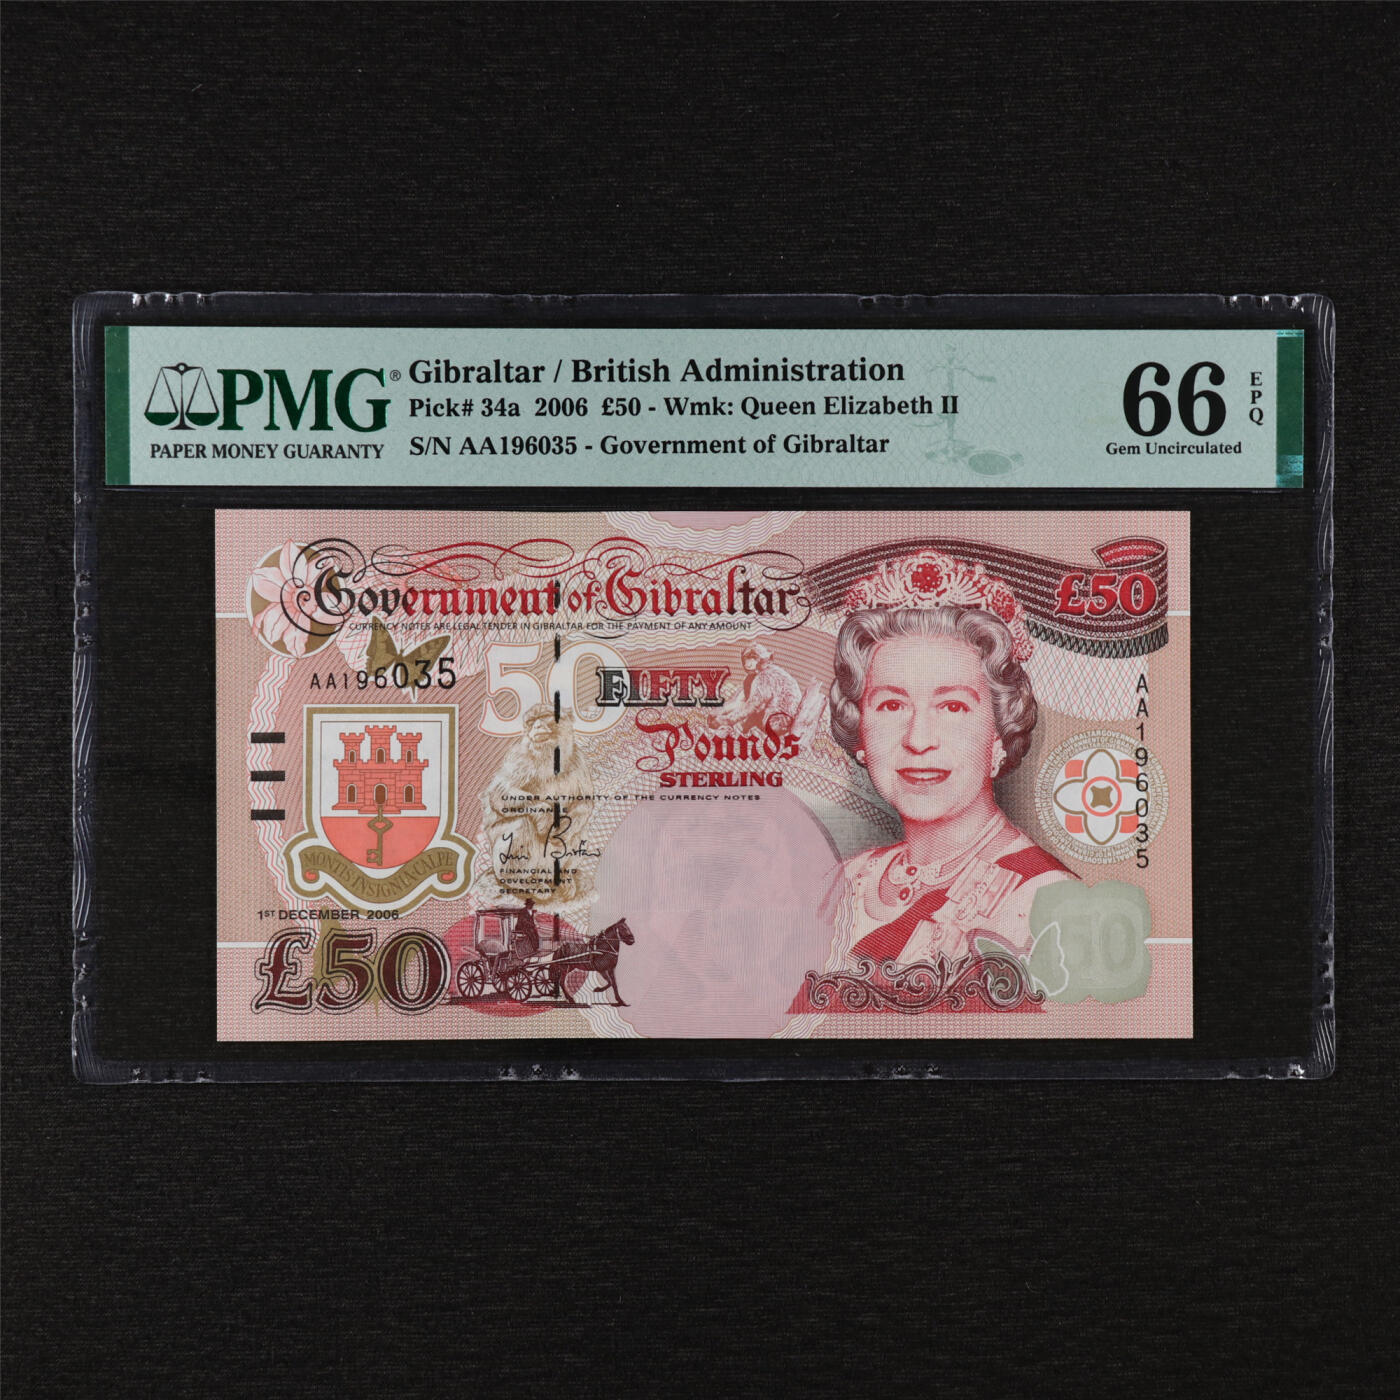 PMG®
PAPER MONEY GUARANTY
Gibraltar / British Administration
Pick# 34a 2006 £50 - Wmk: Queen Elizabeth II
S/N AA196035 - Government of Gibraltar
66
EPQ
Gem Uncirculated
Government of Gibraltar
CURRENCY NOTES ARE LEGAL TENDER IN GIBRALTAR FOR THE PAYMENT OF ANY AMOUNT
£50
AA196035
50
FIFTY
Pounds
STERLING
UNDER AUTHORITY OF THE CURRENCY NOTES
ORDINANCE
FINANCIAL AND
DEVELOPMENT
SECRETARY
MONTIS INSIGNIA CALPE
1ST DECEMBER 2006
£50
AA196035
50